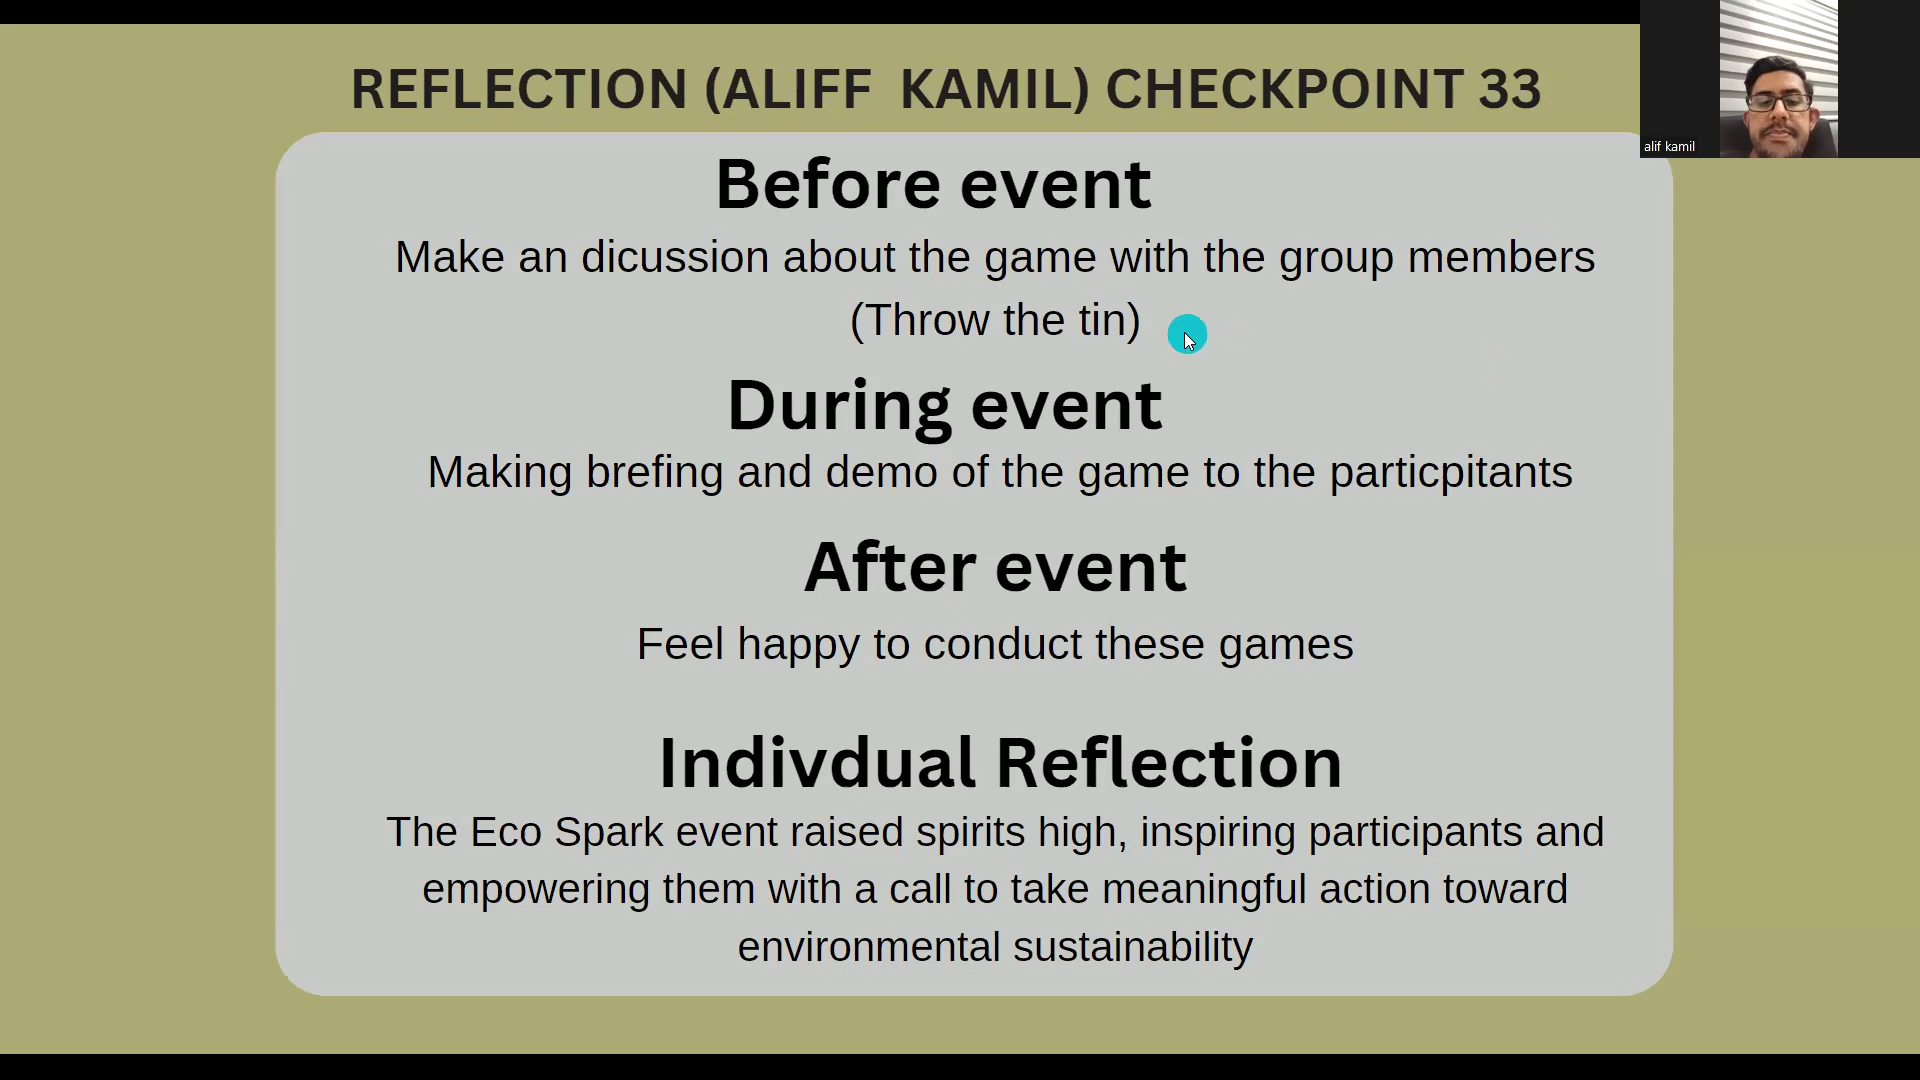 REFLECTION (ALIFF KAMIL) CHECKPOINT 33
alif kamil
Before event
Make an dicussion about the game with the group members
(Throw the tin)
During event
Making brefing and demo of the game to the particpitants
After event
Feel happy to conduct these games
Indivdual Reflection
The Eco Spark event raised spirits high, inspiring participants and
empowering them with a call to take meaningful action toward
environmental sustainability